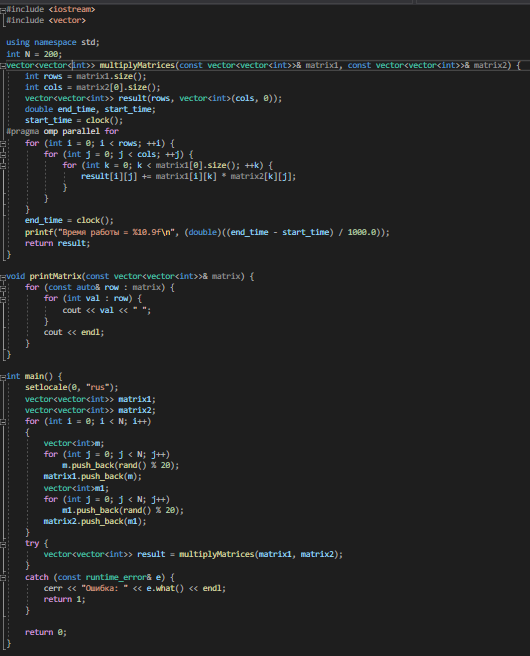 #include <iostream>
#include <vector>

using namespace std;
int N = 200;
vector<vector<int>> multiplyMatrices(const vector<vector<int>>& matrix1, const vector<vector<int>>& matrix2) {
    int rows = matrix1.size();
    int cols = matrix2[0].size();
    vector<vector<int>> result(rows, vector<int>(cols, 0));
    double end_time, start_time;
    start_time = clock();
#pragma omp parallel for
    for (int i = 0; i < rows; ++i) {
        for (int j = 0; j < cols; ++j) {
            for (int k = 0; k < matrix1[0].size(); ++k) {
                result[i][j] += matrix1[i][k] * matrix2[k][j];
            }
        }
    }
    end_time = clock();
    printf("Время работы = %10.9f\n", (double)((end_time - start_time) / 1000.0));
    return result;
}

void printMatrix(const vector<vector<int>>& matrix) {
    for (const auto& row : matrix) {
        for (int val : row) {
            cout << val << " ";
        }
        cout << endl;
    }
}

int main() {
    setlocale(0, "rus");
    vector<vector<int>> matrix1;
    vector<vector<int>> matrix2;
    for (int i = 0; i < N; i++)
    {
        vector<int>m;
        for (int j = 0; j < N; j++)
            m.push_back(rand() % 20);
        matrix1.push_back(m);
        vector<int>m1;
        for (int j = 0; j < N; j++)
            m1.push_back(rand() % 20);
        matrix2.push_back(m1);
    }
    try {
        vector<vector<int>> result = multiplyMatrices(matrix1, matrix2);
    }
    catch (const runtime_error& e) {
        cerr << "Ошибка: " << e.what() << endl;
        return 1;
    }

    return 0;
}